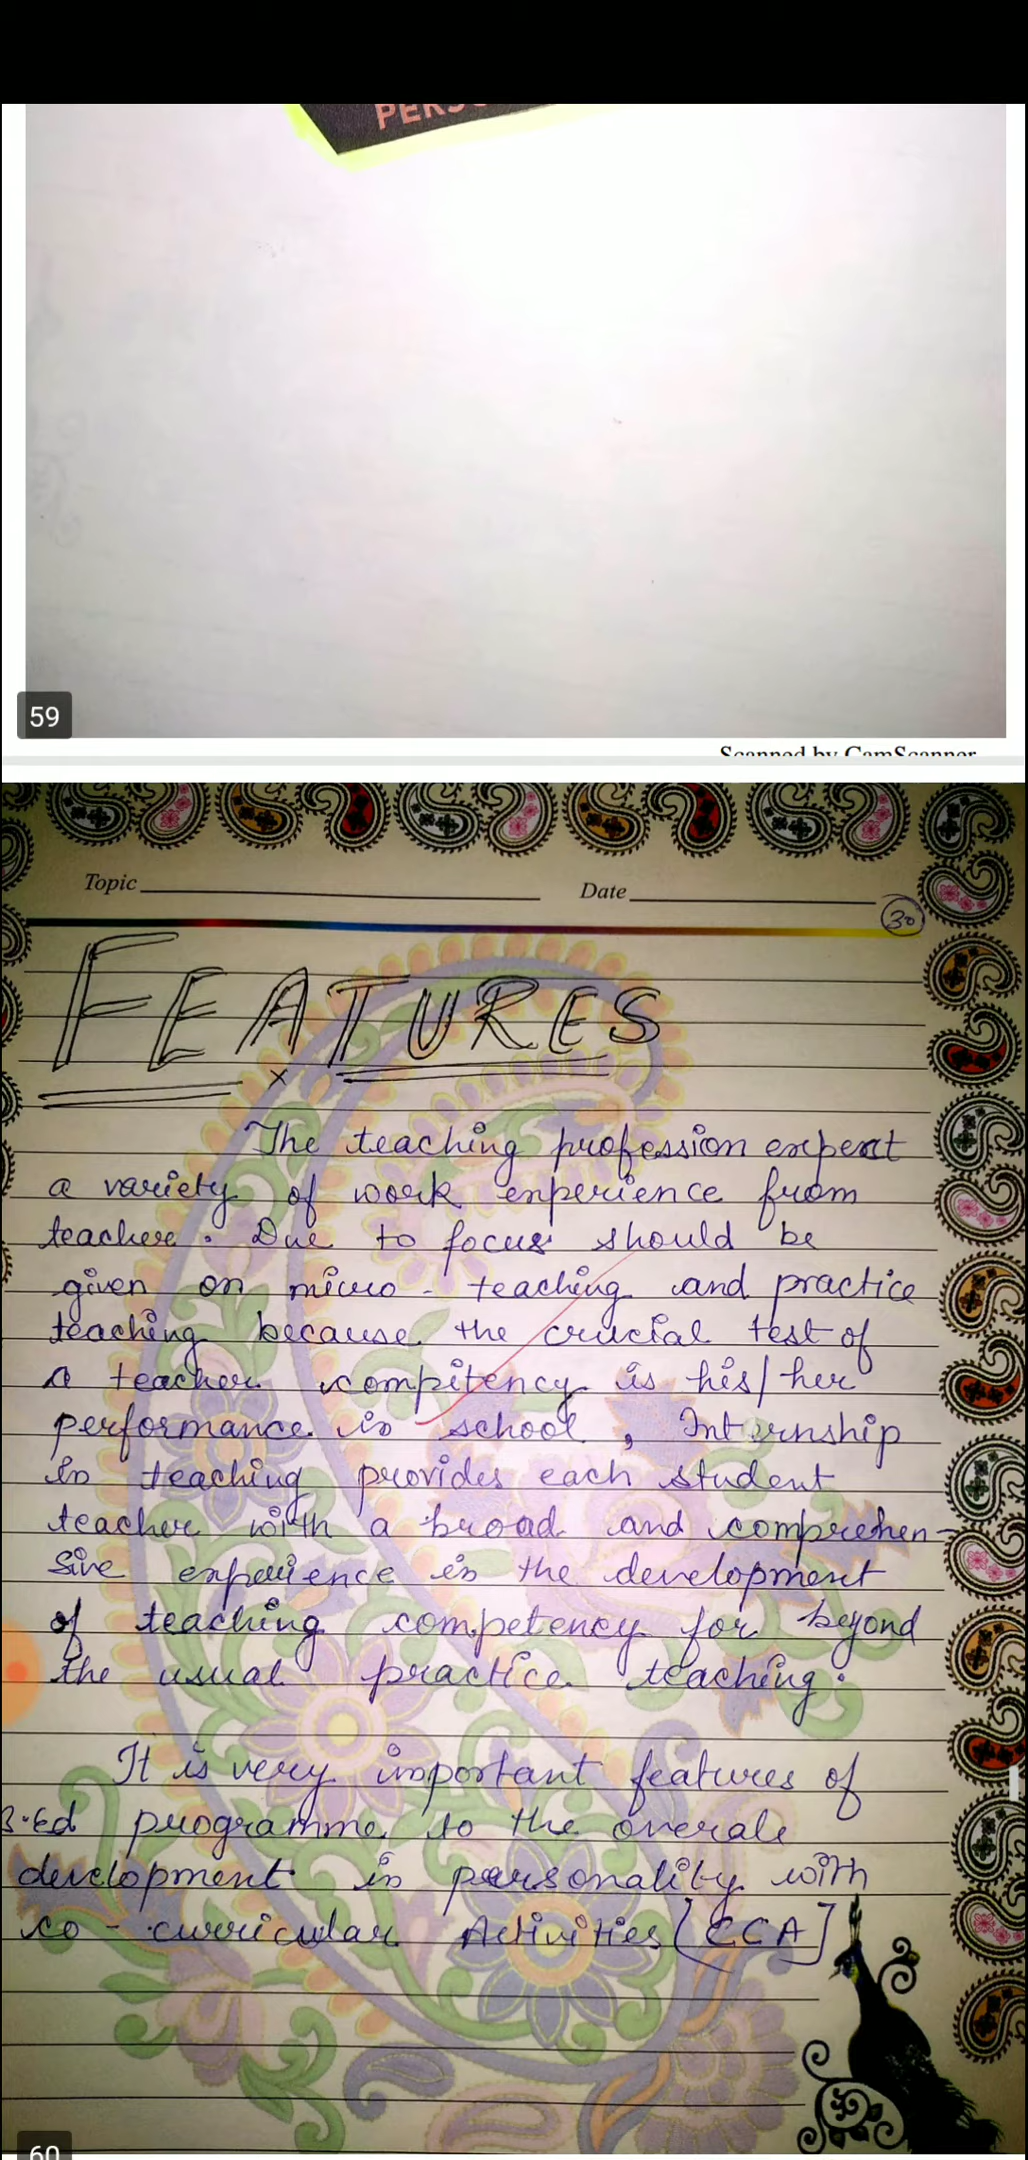 59
Scanned by CamScanner
Topic Date
30
FEATURES
The teaching profession expect
a variety of work experience from
teacher. Due to focus should be
given on micro - teaching and practice
teaching because the crucial test of
a teacher compitency is his/her
performance in school, Internship
in teaching provides each student
teacher with a broad and comprehen-
sive experience in the development
of teaching competency for beyond
the usual practice teaching.
It is very important features of
B.Ed programme to the overale
development in personality with
co-curricular Activities [CCA]
60